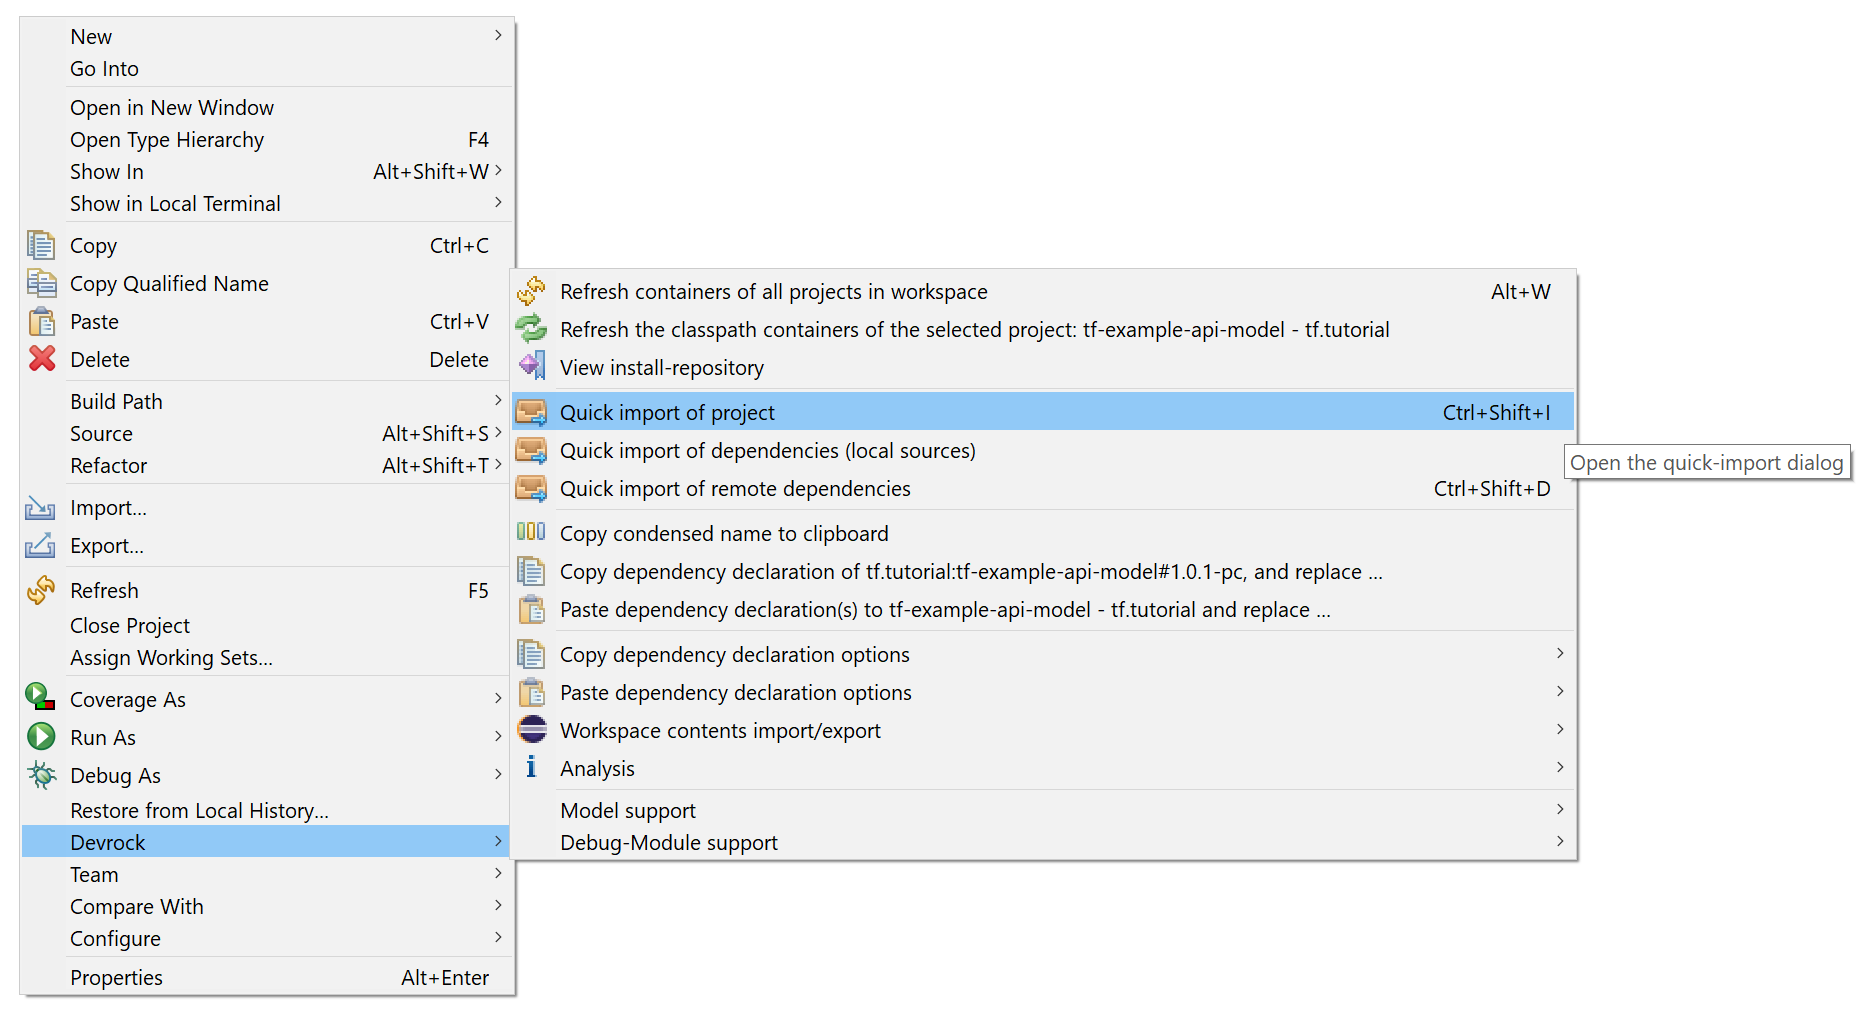 New
Go Into
Open in New Window
Open Type Hierarchy F4
Show In Alt+Shift+W
Show in Local Terminal
Copy Ctrl+C
Copy Qualified Name
Paste Ctrl+V
Delete Delete
Build Path
Source Alt+Shift+S
Refactor Alt+Shift+T
Import...
Export...
Refresh F5
Close Project
Assign Working Sets...
Coverage As
Run As
Debug As
Restore from Local History...
Devrock
Team
Compare With
Configure
Properties Alt+Enter
Refresh containers of all projects in workspace Alt+W
Refresh the classpath containers of the selected project: tf-example-api-model - tf.tutorial
View install-repository
Quick import of project Ctrl+Shift+I
Quick import of dependencies (local sources)
Quick import of remote dependencies Ctrl+Shift+D
Copy condensed name to clipboard
Copy dependency declaration of tf.tutorial:tf-example-api-model#1.0.1-pc, and replace ...
Paste dependency declaration(s) to tf-example-api-model - tf.tutorial and replace ...
Copy dependency declaration options
Paste dependency declaration options
Workspace contents import/export
Analysis
Model support
Debug-Module support
Open the quick-import dialog